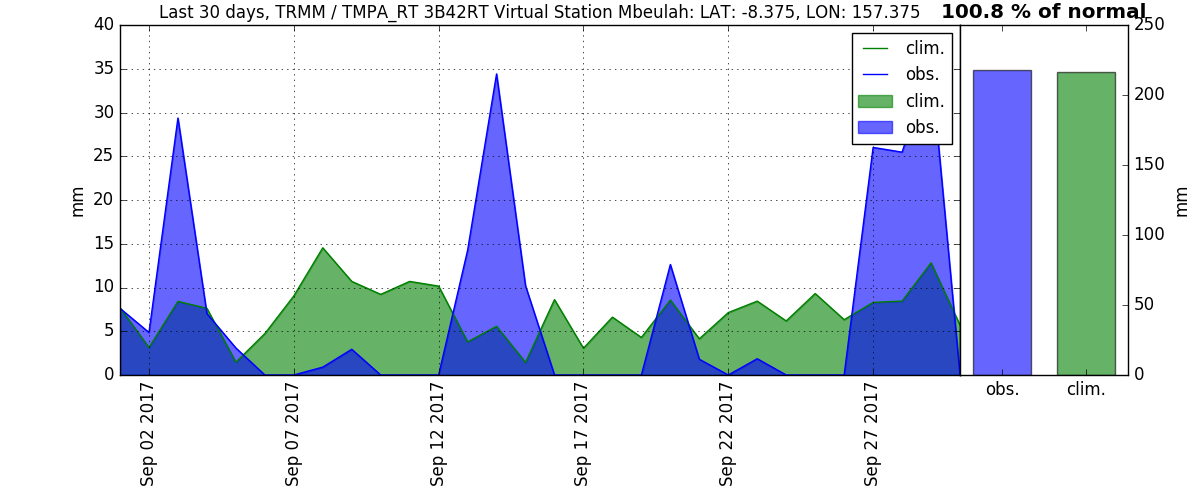 Last 30 days, TRMM / TMPA_RT 3B42RT Virtual Station Mbeulah: LAT: -8.375, LON: 157.375
100.8 % of normal
40
35
30
25
20
15
10
5
0
mm
clim.
obs.
clim.
obs.
250
200
150
100
50
0
mm
obs.
clim.
Sep 02 2017
Sep 07 2017
Sep 12 2017
Sep 17 2017
Sep 22 2017
Sep 27 2017